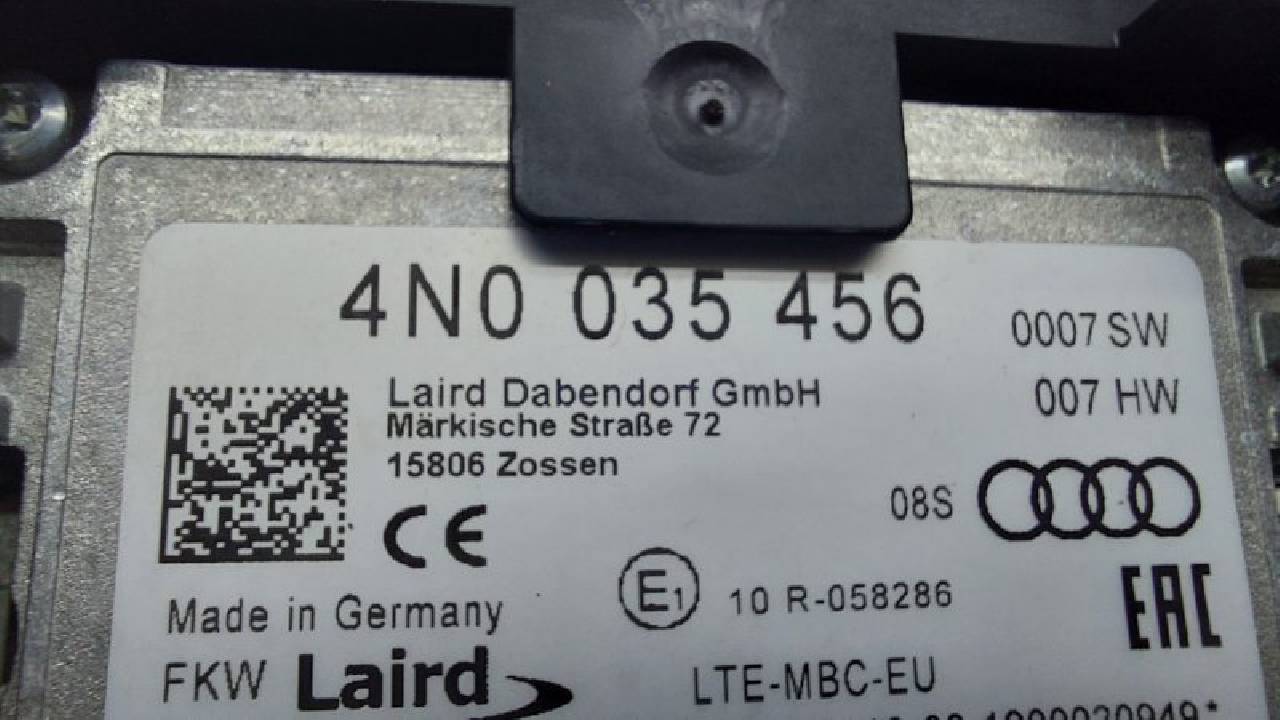 4N0 035 456
0007 SW
007 HW
Laird Dabendorf GmbH
Märkische Straße 72
15806 Zossen
CE
08S
E1 10 R-058286
EAC
Made in Germany
FKW Laird
LTE-MBC-EU